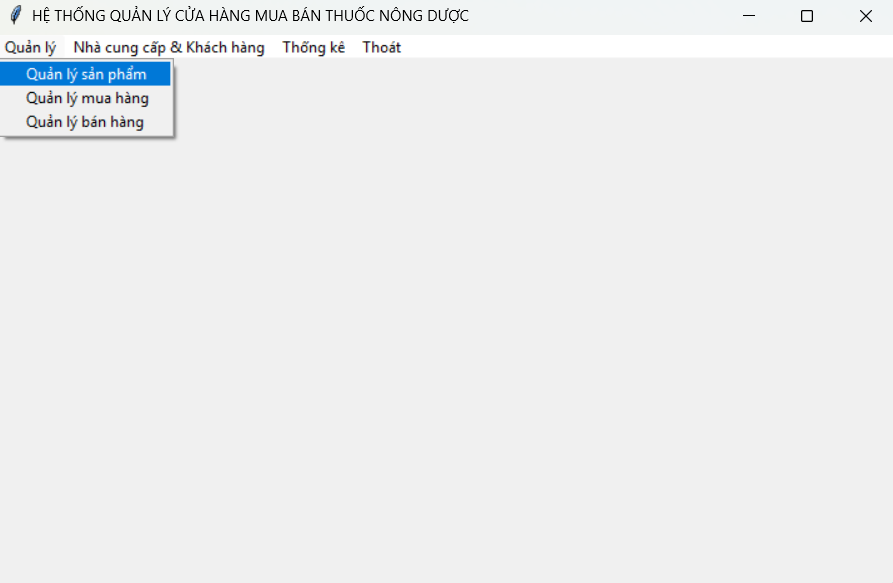 HỆ THỐNG QUẢN LÝ CỬA HÀNG MUA BÁN THUỐC NÔNG DƯỢC
Quản lý Nhà cung cấp & Khách hàng Thống kê Thoát
Quản lý sản phẩm
Quản lý mua hàng
Quản lý bán hàng